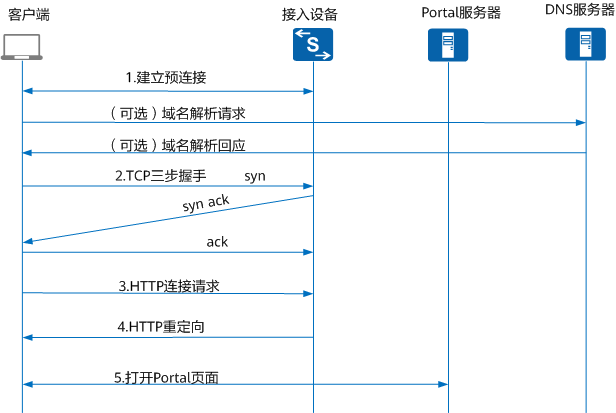 客户端
接入设备
Portal服务器
DNS服务器
S
1.建立预连接
（可选）域名解析请求
（可选）域名解析回应
2.TCP三步握手 syn
syn ack
ack
3.HTTP连接请求
4.HTTP重定向
5.打开Portal页面